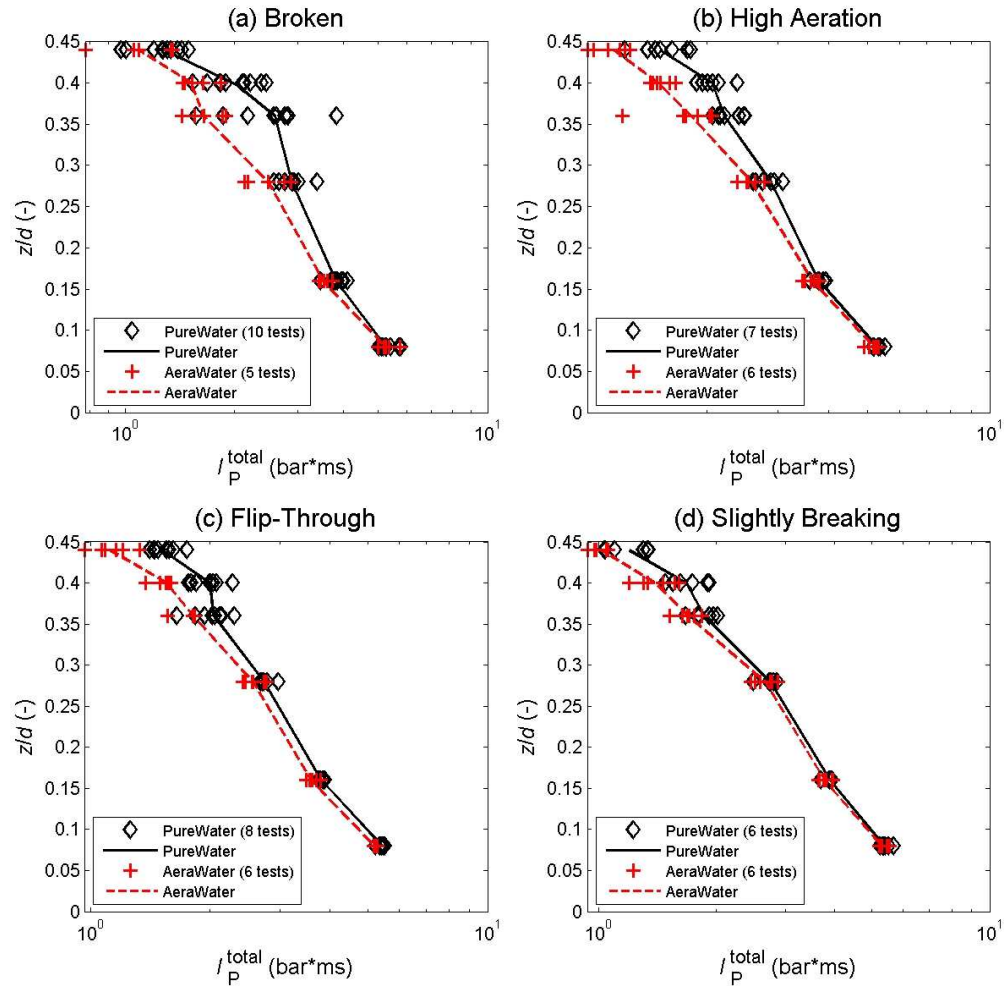 (a) Broken
0.45
0.4
0.35
0.3
0.25
0.2
0.15
0.1
0.05
0
z/d (-)
PureWater (10 tests)
PureWater
AeraWater (5 tests)
AeraWater
10^0
10^1
I_P^total (bar*ms)
(b) High Aeration
0.45
0.4
0.35
0.3
0.25
0.2
0.15
0.1
0.05
0
z/d (-)
PureWater (7 tests)
PureWater
AeraWater (6 tests)
AeraWater
10^1
I_P^total (bar*ms)
(c) Flip-Through
0.45
0.4
0.35
0.3
0.25
0.2
0.15
0.1
0.05
0
z/d (-)
PureWater (8 tests)
PureWater
AeraWater (6 tests)
AeraWater
10^0
10^1
I_P^total (bar*ms)
(d) Slightly Breaking
0.45
0.4
0.35
0.3
0.25
0.2
0.15
0.1
0.05
0
z/d (-)
PureWater (6 tests)
PureWater
AeraWater (6 tests)
AeraWater
10^0
10^1
I_P^total (bar*ms)